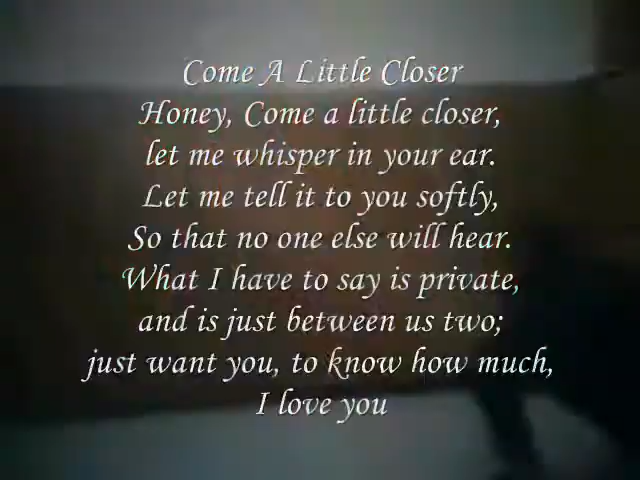 Come A Little Closer
Honey, Come a little closer,
let me whisper in your ear.
Let me tell it to you softly,
So that no one else will hear.
What I have to say is private,
and is just between us two;
just want you, to know how much,
I love you